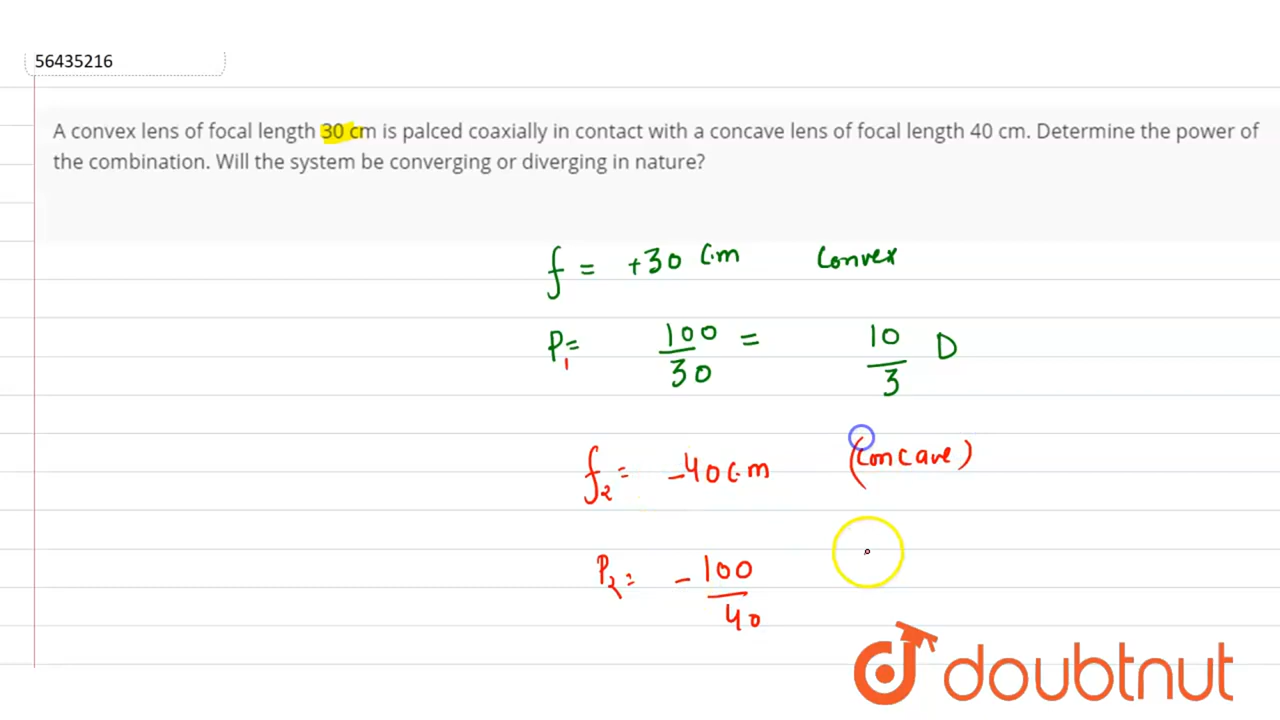 56435216
A convex lens of focal length 30 cm is palced coaxially in contact with a concave lens of focal length 40 cm. Determine the power of
the combination. Will the system be converging or diverging in nature?
f = +30 cm convex
P₁ = 100/30 = 10/3 D
f₂ = -40 cm (concave)
P₂ = -100/40
doubtnut